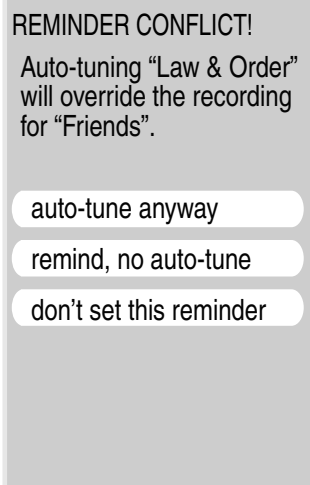 REMINDER CONFLICT!
Auto-tuning “Law & Order”
will override the recording
for “Friends”.
auto-tune anyway
remind, no auto-tune
don’t set this reminder